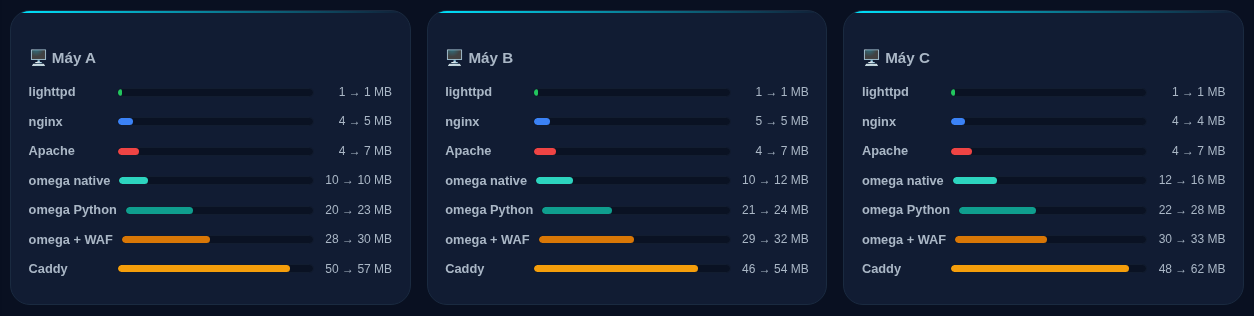 🖥️ Máy A
lighttpd 1 → 1 MB
nginx 4 → 5 MB
Apache 4 → 7 MB
omega native 10 → 10 MB
omega Python 20 → 23 MB
omega + WAF 28 → 30 MB
Caddy 50 → 57 MB
🖥️ Máy B
lighttpd 1 → 1 MB
nginx 5 → 5 MB
Apache 4 → 7 MB
omega native 10 → 12 MB
omega Python 21 → 24 MB
omega + WAF 29 → 32 MB
Caddy 46 → 54 MB
🖥️ Máy C
lighttpd 1 → 1 MB
nginx 4 → 4 MB
Apache 4 → 7 MB
omega native 12 → 16 MB
omega Python 22 → 28 MB
omega + WAF 30 → 33 MB
Caddy 48 → 62 MB